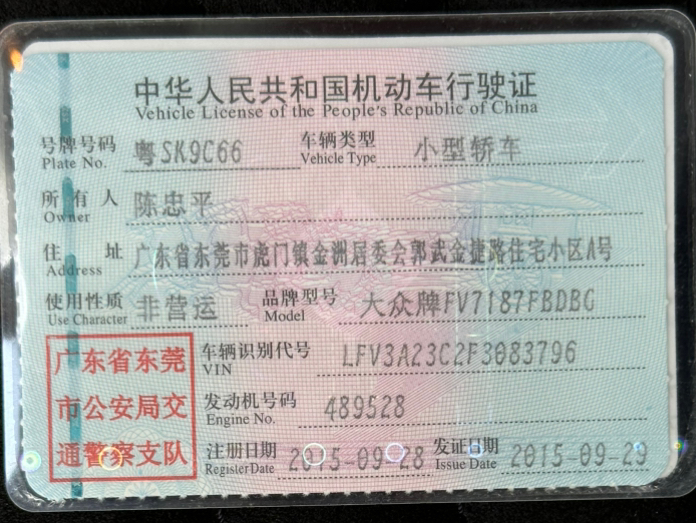 中华人民共和国机动车行驶证
Vehicle License of the People's Republic of China
号牌号码 粤SK9C66 车辆类型 小型轿车
Plate No. Vehicle Type
所有人 陈忠平
Owner
住址 广东省东莞市虎门镇金洲居委会郭武金捷路住宅小区A号
Address
使用性质 非营运 品牌型号 大众牌FV7187FBDBG
Use Character Model
广东省东莞 车辆识别代号 LFV3A23C2F3083796
VIN
市公安局交 发动机号码 489528
Engine No.
通警察支队 注册日期 2015-09-28 发证日期 2015-09-29
Register Date Issue Date